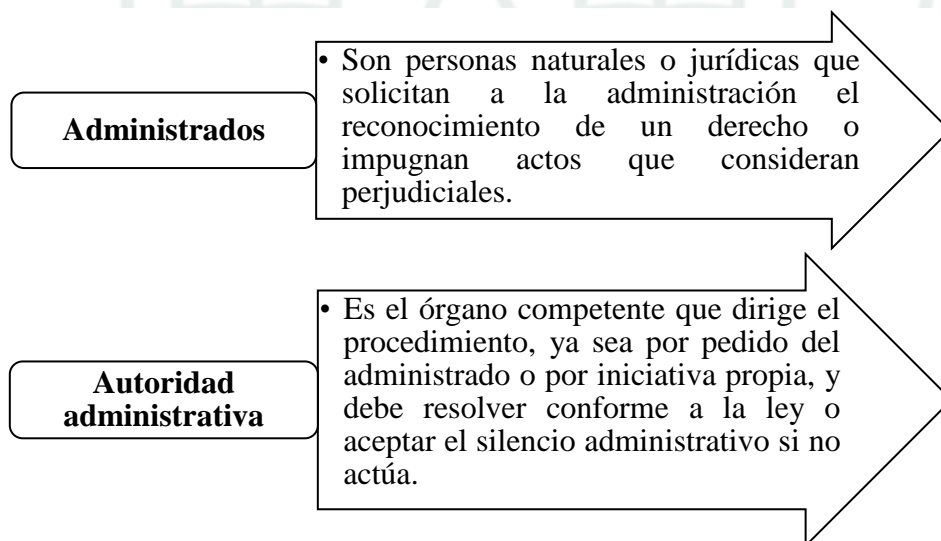 Administrados
• Son personas naturales o jurídicas que
solicitan a la administración el
reconocimiento de un derecho o
impugnan actos que consideran
perjudiciales.
Autoridad
administrativa
• Es el órgano competente que dirige el
procedimiento, ya sea por pedido del
administrado o por iniciativa propia, y
debe resolver conforme a la ley o
aceptar el silencio administrativo si no
actúa.